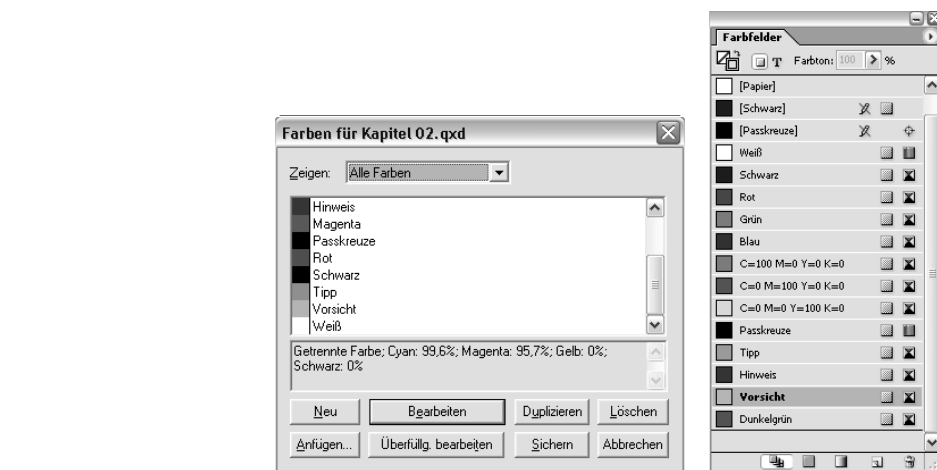 Farben für Kapitel 02.qxd
Zeigen: Alle Farben
Hinweis
Magenta
Passkreuze
Rot
Schwarz
Tipp
Vorsicht
Weiß
Getrennte Farbe; Cyan: 99,6%; Magenta: 95,7%; Gelb: 0%;
Schwarz: 0%
Neu Bearbeiten Duplizieren Löschen
Anfügen... Überfüllg. bearbeiten Sichern Abbrechen
Farbfelder
T Farbton: 100 %
[Papier]
[Schwarz]
[Passkreuze]
Weiß
Schwarz
Rot
Grün
Blau
C=100 M=0 Y=0 K=0
C=0 M=100 Y=0 K=0
C=0 M=0 Y=100 K=0
Passkreuze
Tipp
Hinweis
Vorsicht
Dunkelgrün